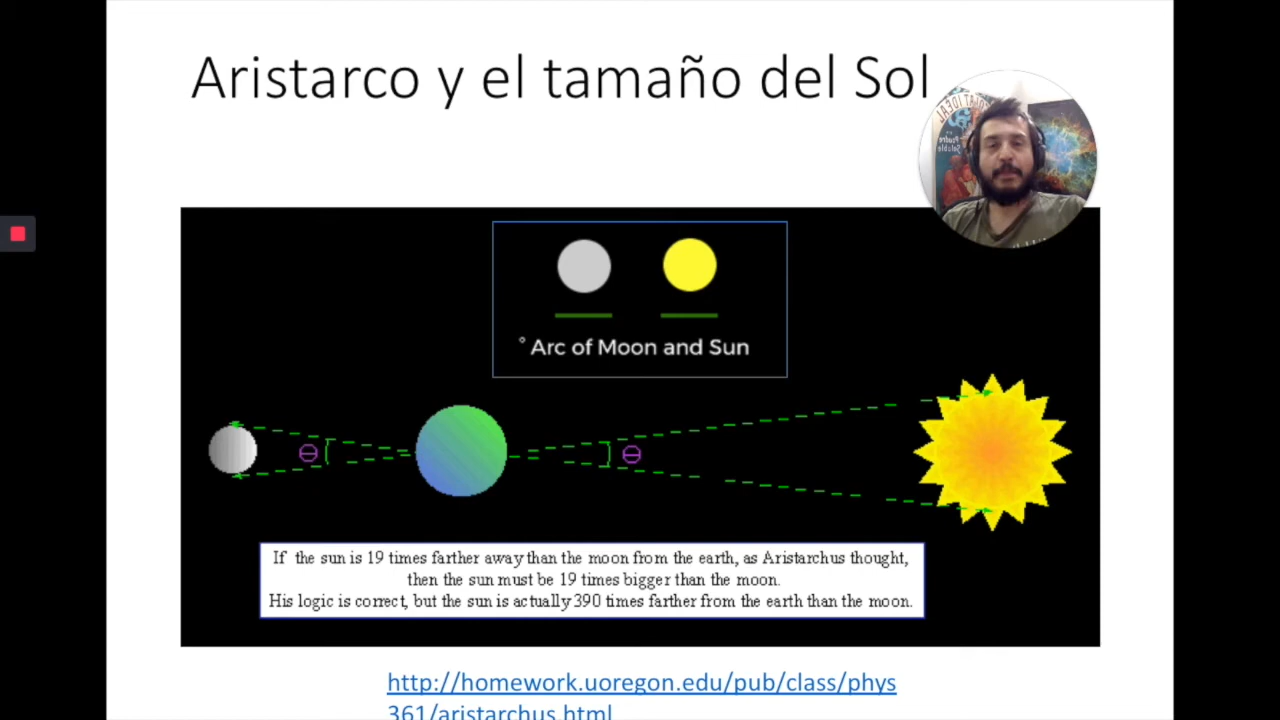 Aristarco y el tamaño del Sol
° Arc of Moon and Sun
Θ
Θ
If the sun is 19 times farther away than the moon from the earth, as Aristarchus thought,
then the sun must be 19 times bigger than the moon.
His logic is correct, but the sun is actually 390 times farther from the earth than the moon.
http://homework.uoregon.edu/pub/class/phys
361/aristarchus.html